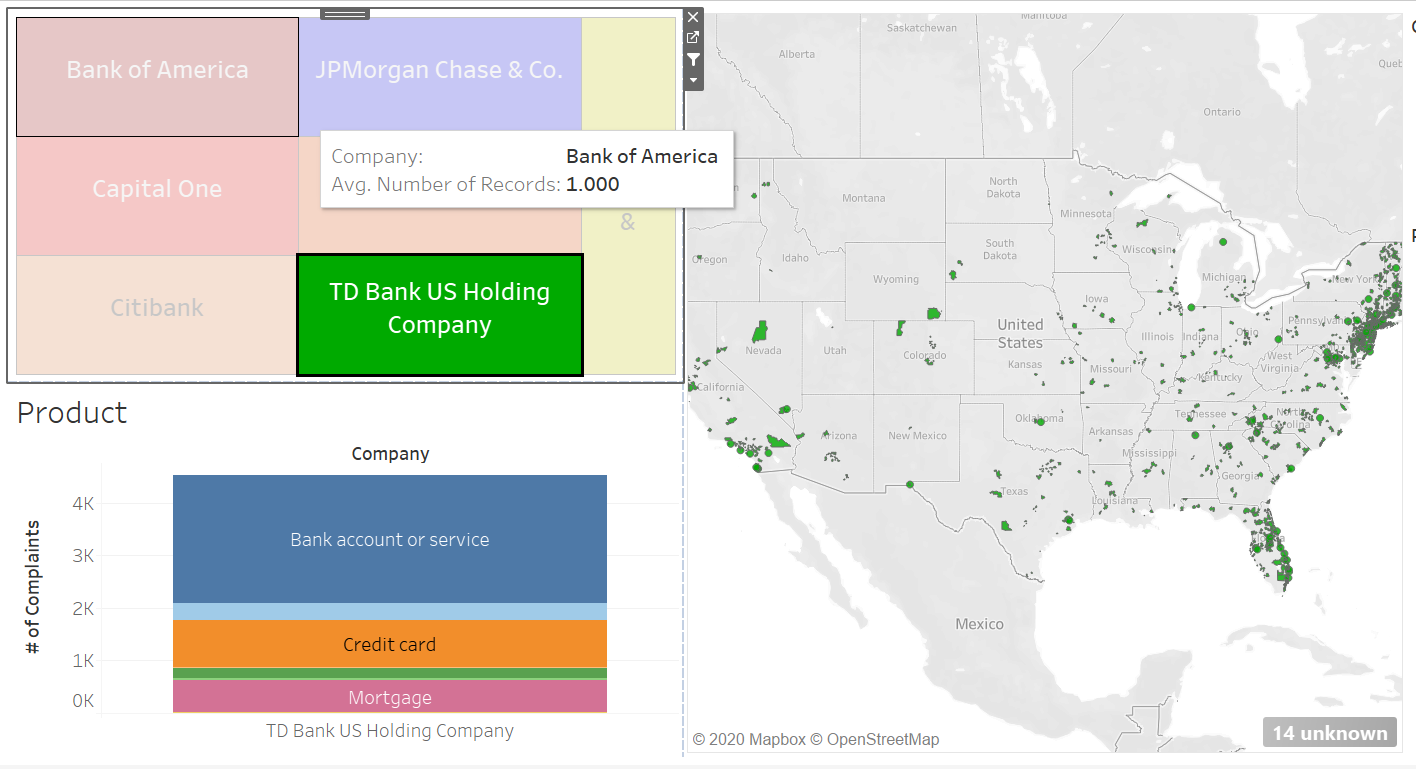 Bank of America
JPMorgan Chase & Co.
Company:
Bank of America
Avg. Number of Records: 1.000
Capital One
&
Citibank
TD Bank US Holding
Company
Product
Company
# of Complaints
4K
3K
2K
1K
0K
Bank account or service
Credit card
Mortgage
TD Bank US Holding Company
Manitoba
Saskatchewan
Alberta
Quet
Ontario
Montana
North
Dakota
Minnesota
South
Dakota
Wisconsin
Michigan
Oregon
Idaho
Wyoming
New York
Iowa
United
States
Nevada
Utah
Colorado
Kansas
Illinois
Indiana
Ohio
Pennsylvan
West
Virginia
Missouri
Kentucky
California
Arizona
New Mexico
Oklahoma
Arkansas
Tennessee
North
Carolina
Mississippi
Georgia
Texas
Louisiana
Mexico
© 2020 Mapbox © OpenStreetMap
14 unknown